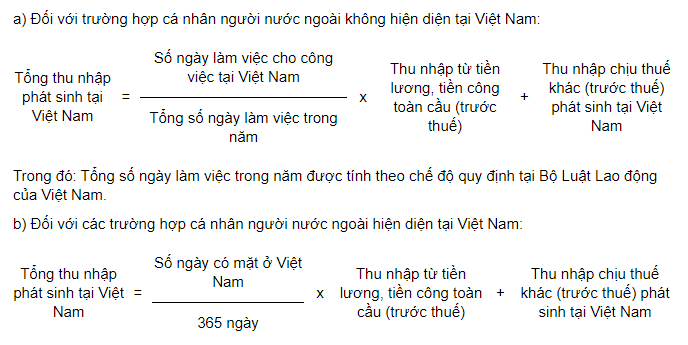 a) Đối với trường hợp cá nhân người nước ngoài không hiện diện tại Việt Nam:
Tổng thu nhập
phát sinh tại
Việt Nam
=
Số ngày làm việc cho công
việc tại Việt Nam
Tổng số ngày làm việc trong
năm
x
Thu nhập từ tiền
lương, tiền công
toàn cầu (trước
thuế)
+
Thu nhập chịu thuế
khác (trước thuế)
phát sinh tại Việt
Nam
Trong đó: Tổng số ngày làm việc trong năm được tính theo chế độ quy định tại Bộ Luật Lao động
của Việt Nam.
b) Đối với các trường hợp cá nhân người nước ngoài hiện diện tại Việt Nam:
Tổng thu nhập
phát sinh tại Việt
Nam
=
Số ngày có mặt ở Việt
Nam
365 ngày
x
Thu nhập từ tiền
lương, tiền công toàn
cầu (trước thuế)
+
Thu nhập chịu thuế
khác (trước thuế) phát
sinh tại Việt Nam